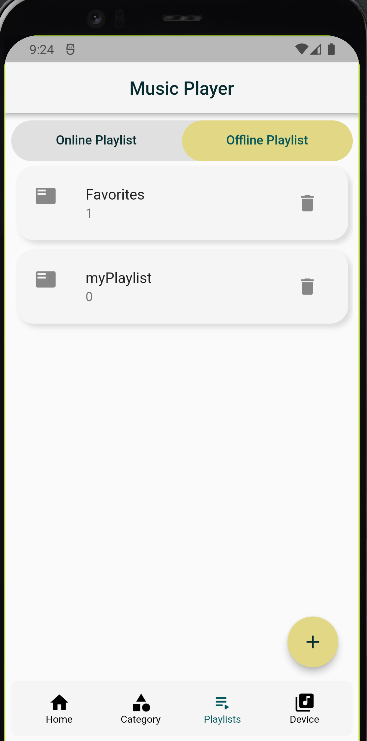 9:24
Music Player
Online Playlist
Offline Playlist
Favorites
1
myPlaylist
0
+
Home
Category
Playlists
Device